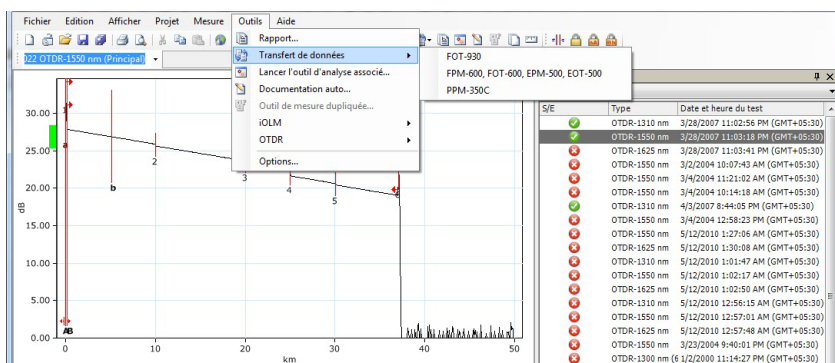 Fichier Edition Afficher Projet Mesure Outils Aide
Rapport...
Transfert de données
Lancer l'outil d'analyse associé...
Documentation auto...
Outil de mesure dupliquée...
iOLM
OTDR
Options...
FOT-930
FPM-600, FOT-600, EPM-500, EOT-500
PPM-350C
022 OTDR-1550 nm (Principal)
30.00
25.00
20.00
15.00
10.00
5.00
0.00
dB
a
b
2
3
4
5
AB
0 10 20 30 40 50
km
S/E Type Date et heure du test
OTDR-1310 nm 3/28/2007 11:02:56 PM (GMT+05:30)
OTDR-1550 nm 3/28/2007 11:03:18 PM (GMT+05:30)
OTDR-1625 nm 3/28/2007 11:03:41 PM (GMT+05:30)
OTDR-1550 nm 3/2/2004 10:07:43 AM (GMT+05:30)
OTDR-1550 nm 3/4/2004 11:21:02 AM (GMT+05:30)
OTDR-1550 nm 3/4/2004 10:14:18 AM (GMT+05:30)
OTDR-1310 nm 4/3/2007 8:44:05 PM (GMT+05:30)
OTDR-1550 nm 3/4/2004 12:58:23 PM (GMT+05:30)
OTDR-1550 nm 5/12/2010 1:27:06 AM (GMT+05:30)
OTDR-1625 nm 5/12/2010 1:30:08 AM (GMT+05:30)
OTDR-1310 nm 5/12/2010 1:01:47 AM (GMT+05:30)
OTDR-1550 nm 5/12/2010 1:02:17 AM (GMT+05:30)
OTDR-1625 nm 5/12/2010 1:02:50 AM (GMT+05:30)
OTDR-1310 nm 5/12/2010 12:56:15 AM (GMT+05:30)
OTDR-1550 nm 5/12/2010 12:57:01 AM (GMT+05:30)
OTDR-1625 nm 5/12/2010 12:57:48 AM (GMT+05:30)
OTDR-1550 nm 3/23/2004 9:40:01 PM (GMT+05:30)
OTDR-1300 nm (6 1/2/2000 11:14:27 PM (GMT+05:30)